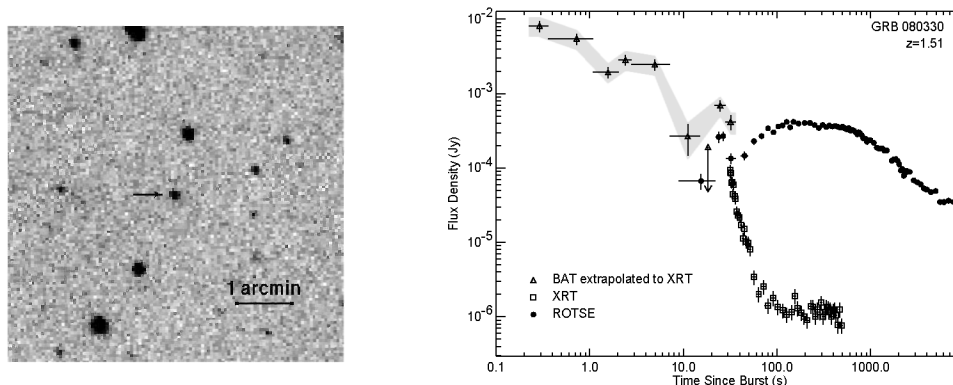 1 arcmin
GRB 080330
z=1.51
10⁻²
10⁻³
10⁻⁴
10⁻⁵
10⁻⁶
Flux Density (Jy)
BAT extrapolated to XRT
XRT
ROTSE
0.1 1.0 10.0 100.0 1000.0
Time Since Burst (s)